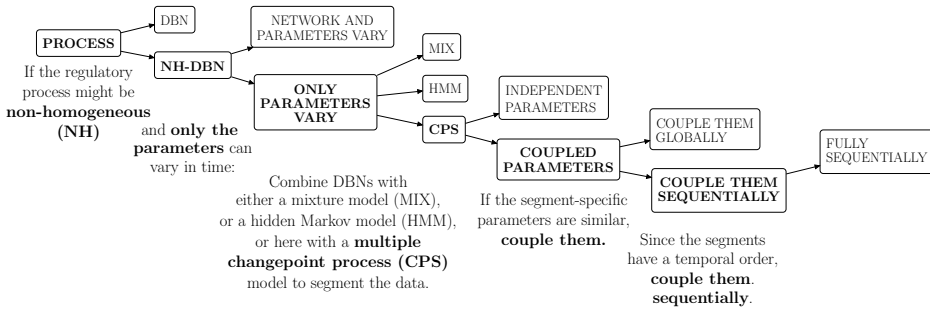 DBN
PROCESS
If the regulatory
process might be
non-homogeneous
(NH)
NH-DBN
NETWORK AND
PARAMETERS VARY
and only the
parameters can
vary in time:
ONLY
PARAMETERS
VARY
MIX
HMM
CPS
Combine DBNs with
either a mixture model (MIX),
or a hidden Markov model (HMM),
or here with a multiple
changepoint process (CPS)
model to segment the data.
INDEPENDENT
PARAMETERS
COUPLED
PARAMETERS
If the segment-specific
parameters are similar,
couple them.
COUPLE THEM
GLOBALLY
COUPLE THEM
SEQUENTIALLY
Since the segments
have a temporal order,
couple them.
sequentially.
FULLY
SEQUENTIALLY